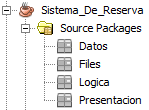 Sistema_De_Reserva
Source Packages
Datos
Files
Logica
Presentacion